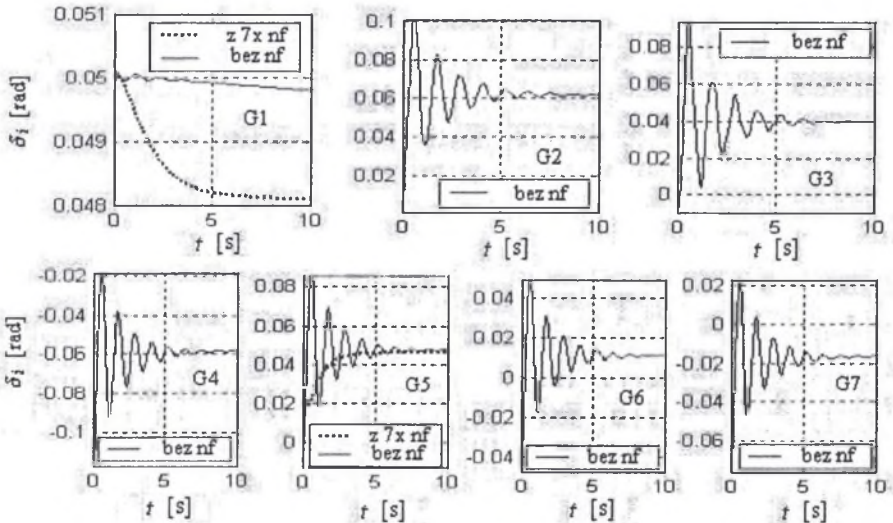 0.051
0.05
0.049
0.048
δi [rad]
z 7x nf
bez nf
G1
0 5 10
t [s]
0.1
0.08
0.06
0.04
0.02
G2
bez nf
0 5 10
t [s]
0.08
0.06
0.04
0.02
0
bez nf
G3
0 5 10
t [s]
-0.02
-0.04
-0.06
-0.08
-0.1
δi [rad]
G4
bez nf
0 5 10
t [s]
0.08
0.06
0.04
0.02
0
G5
z 7x nf
bez nf
0 5 10
t [s]
0.04
0.02
0
-0.02
-0.04
G6
bez nf
0 5 10
t [s]
0.02
0
-0.02
-0.04
-0.06
G7
bez nf
0 5 10
t [s]